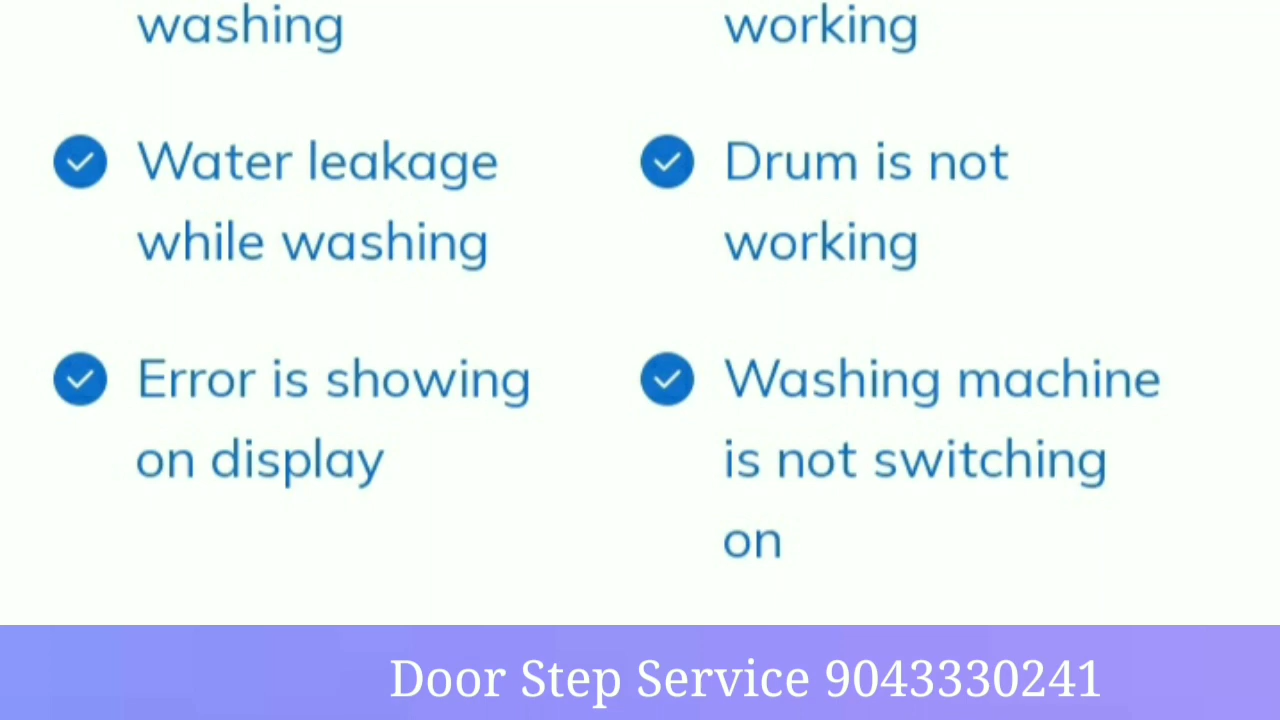 washing
working
Water leakage
while washing
Drum is not
working
Error is showing
on display
Washing machine
is not switching
on
Door Step Service 9043330241